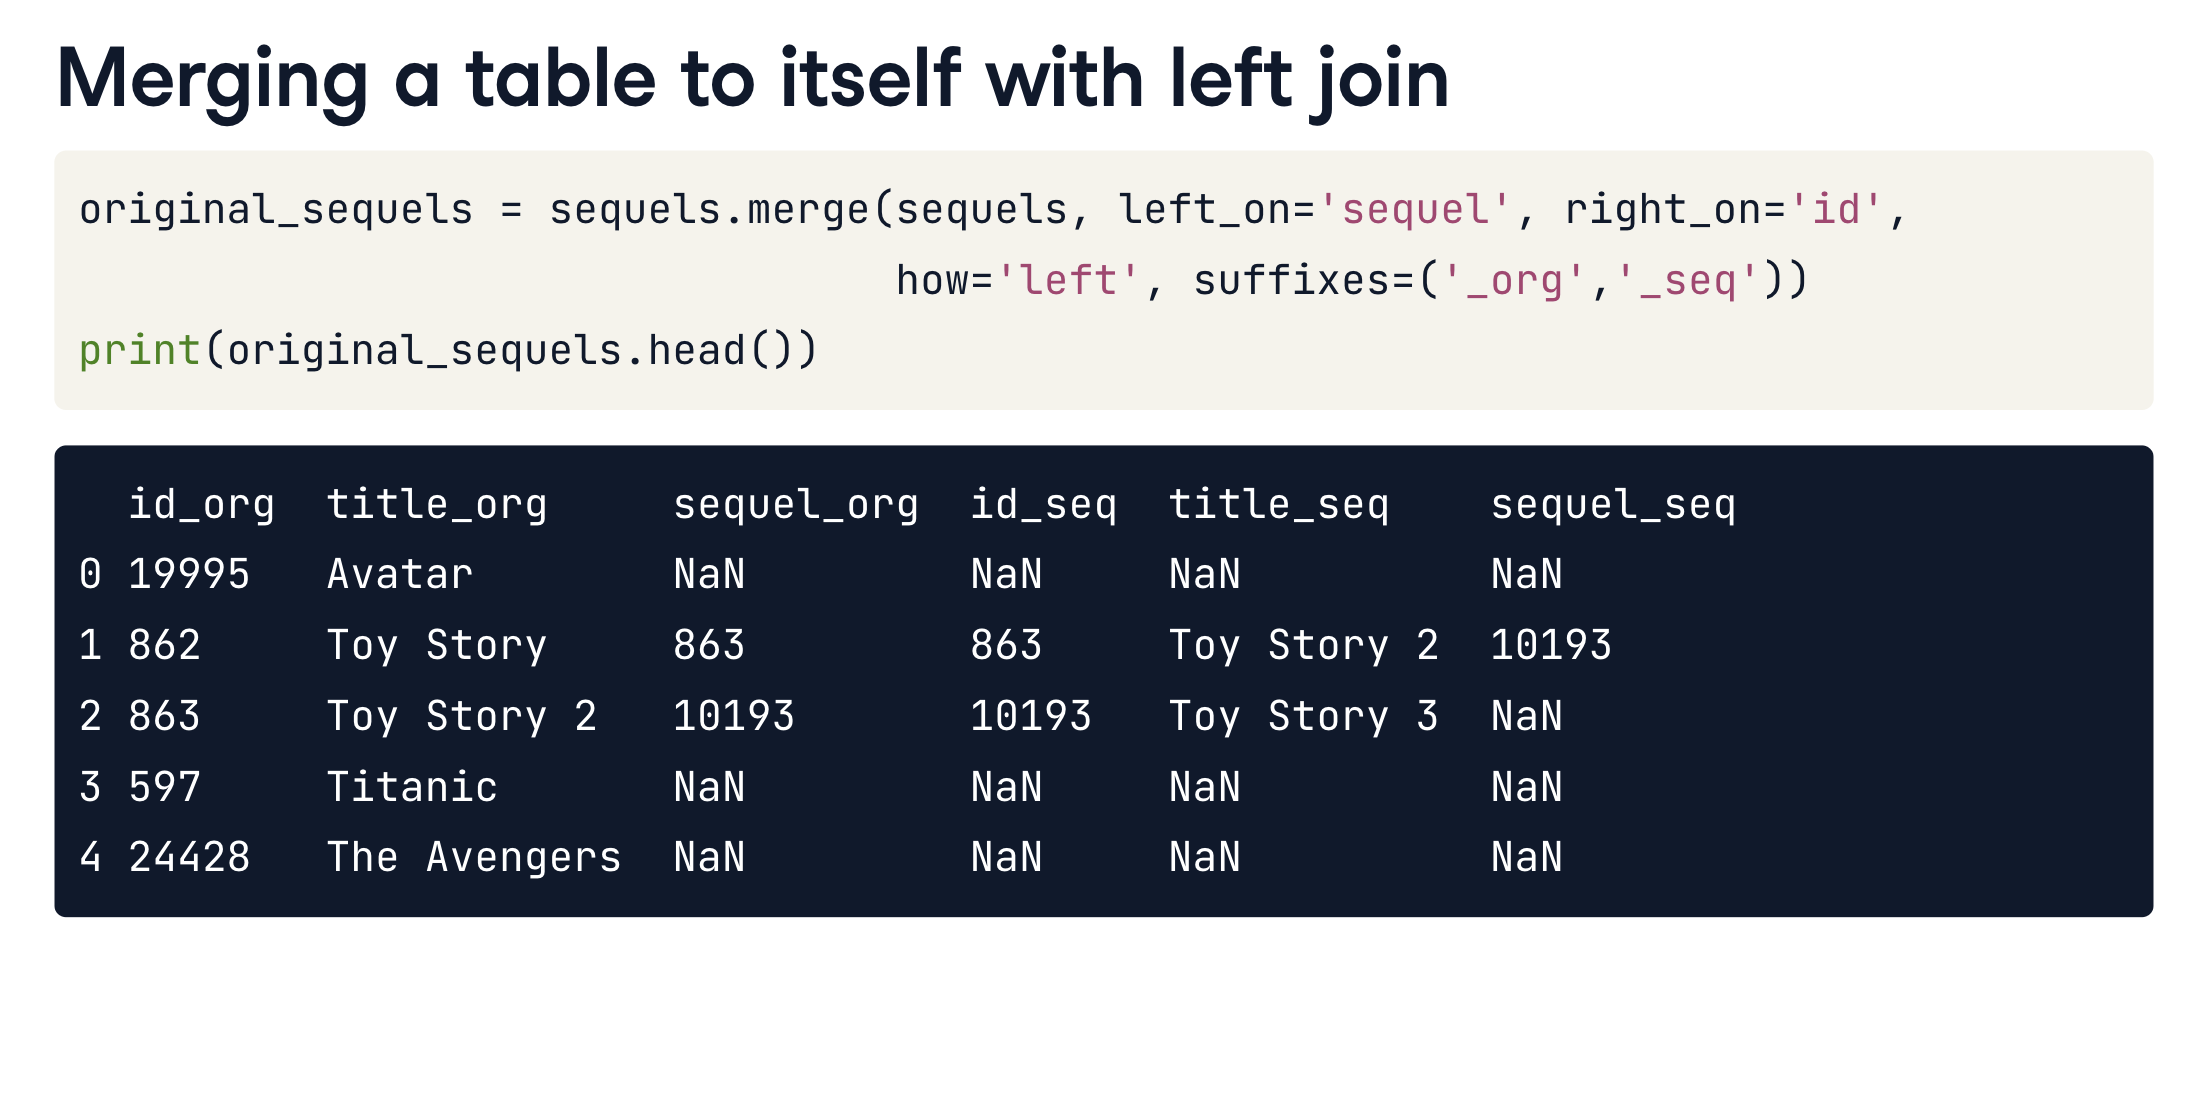 Merging a table to itself with left join
original_sequels = sequels.merge(sequels, left_on='sequel', right_on='id',
how='left', suffixes=('_org','_seq'))
print(original_sequels.head())
id_org title_org sequel_org id_seq title_seq sequel_seq
0 19995 Avatar NaN NaN NaN NaN
1 862 Toy Story 863 863 Toy Story 2 10193
2 863 Toy Story 2 10193 10193 Toy Story 3 NaN
3 597 Titanic NaN NaN NaN NaN
4 24428 The Avengers NaN NaN NaN NaN